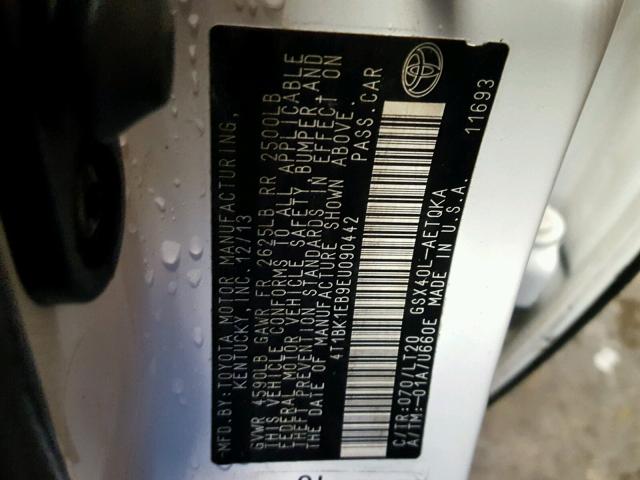 MFD.BY:TOYOTA MOTOR MANUFACTURING,
KENTUCKY, INC. 12/13
GVWR 4590LB GAWR FR 2625LB RR 2500LB
THIS VEHICLE CONFORMS TO ALL APPLICABLE
FEDERAL MOTOR VEHICLE SAFETY, BUMPER, AND
THEFT PREVENTION STANDARDS IN EFFECT ON
THE DATE OF MANUFACTURE SHOWN ABOVE.
4T1BK1EB9EU090442 PASS. CAR
C/TR:070/LT20 GSX40L-AETQKA
A/TM:-01A/U660E MADE IN U.S.A.
11693